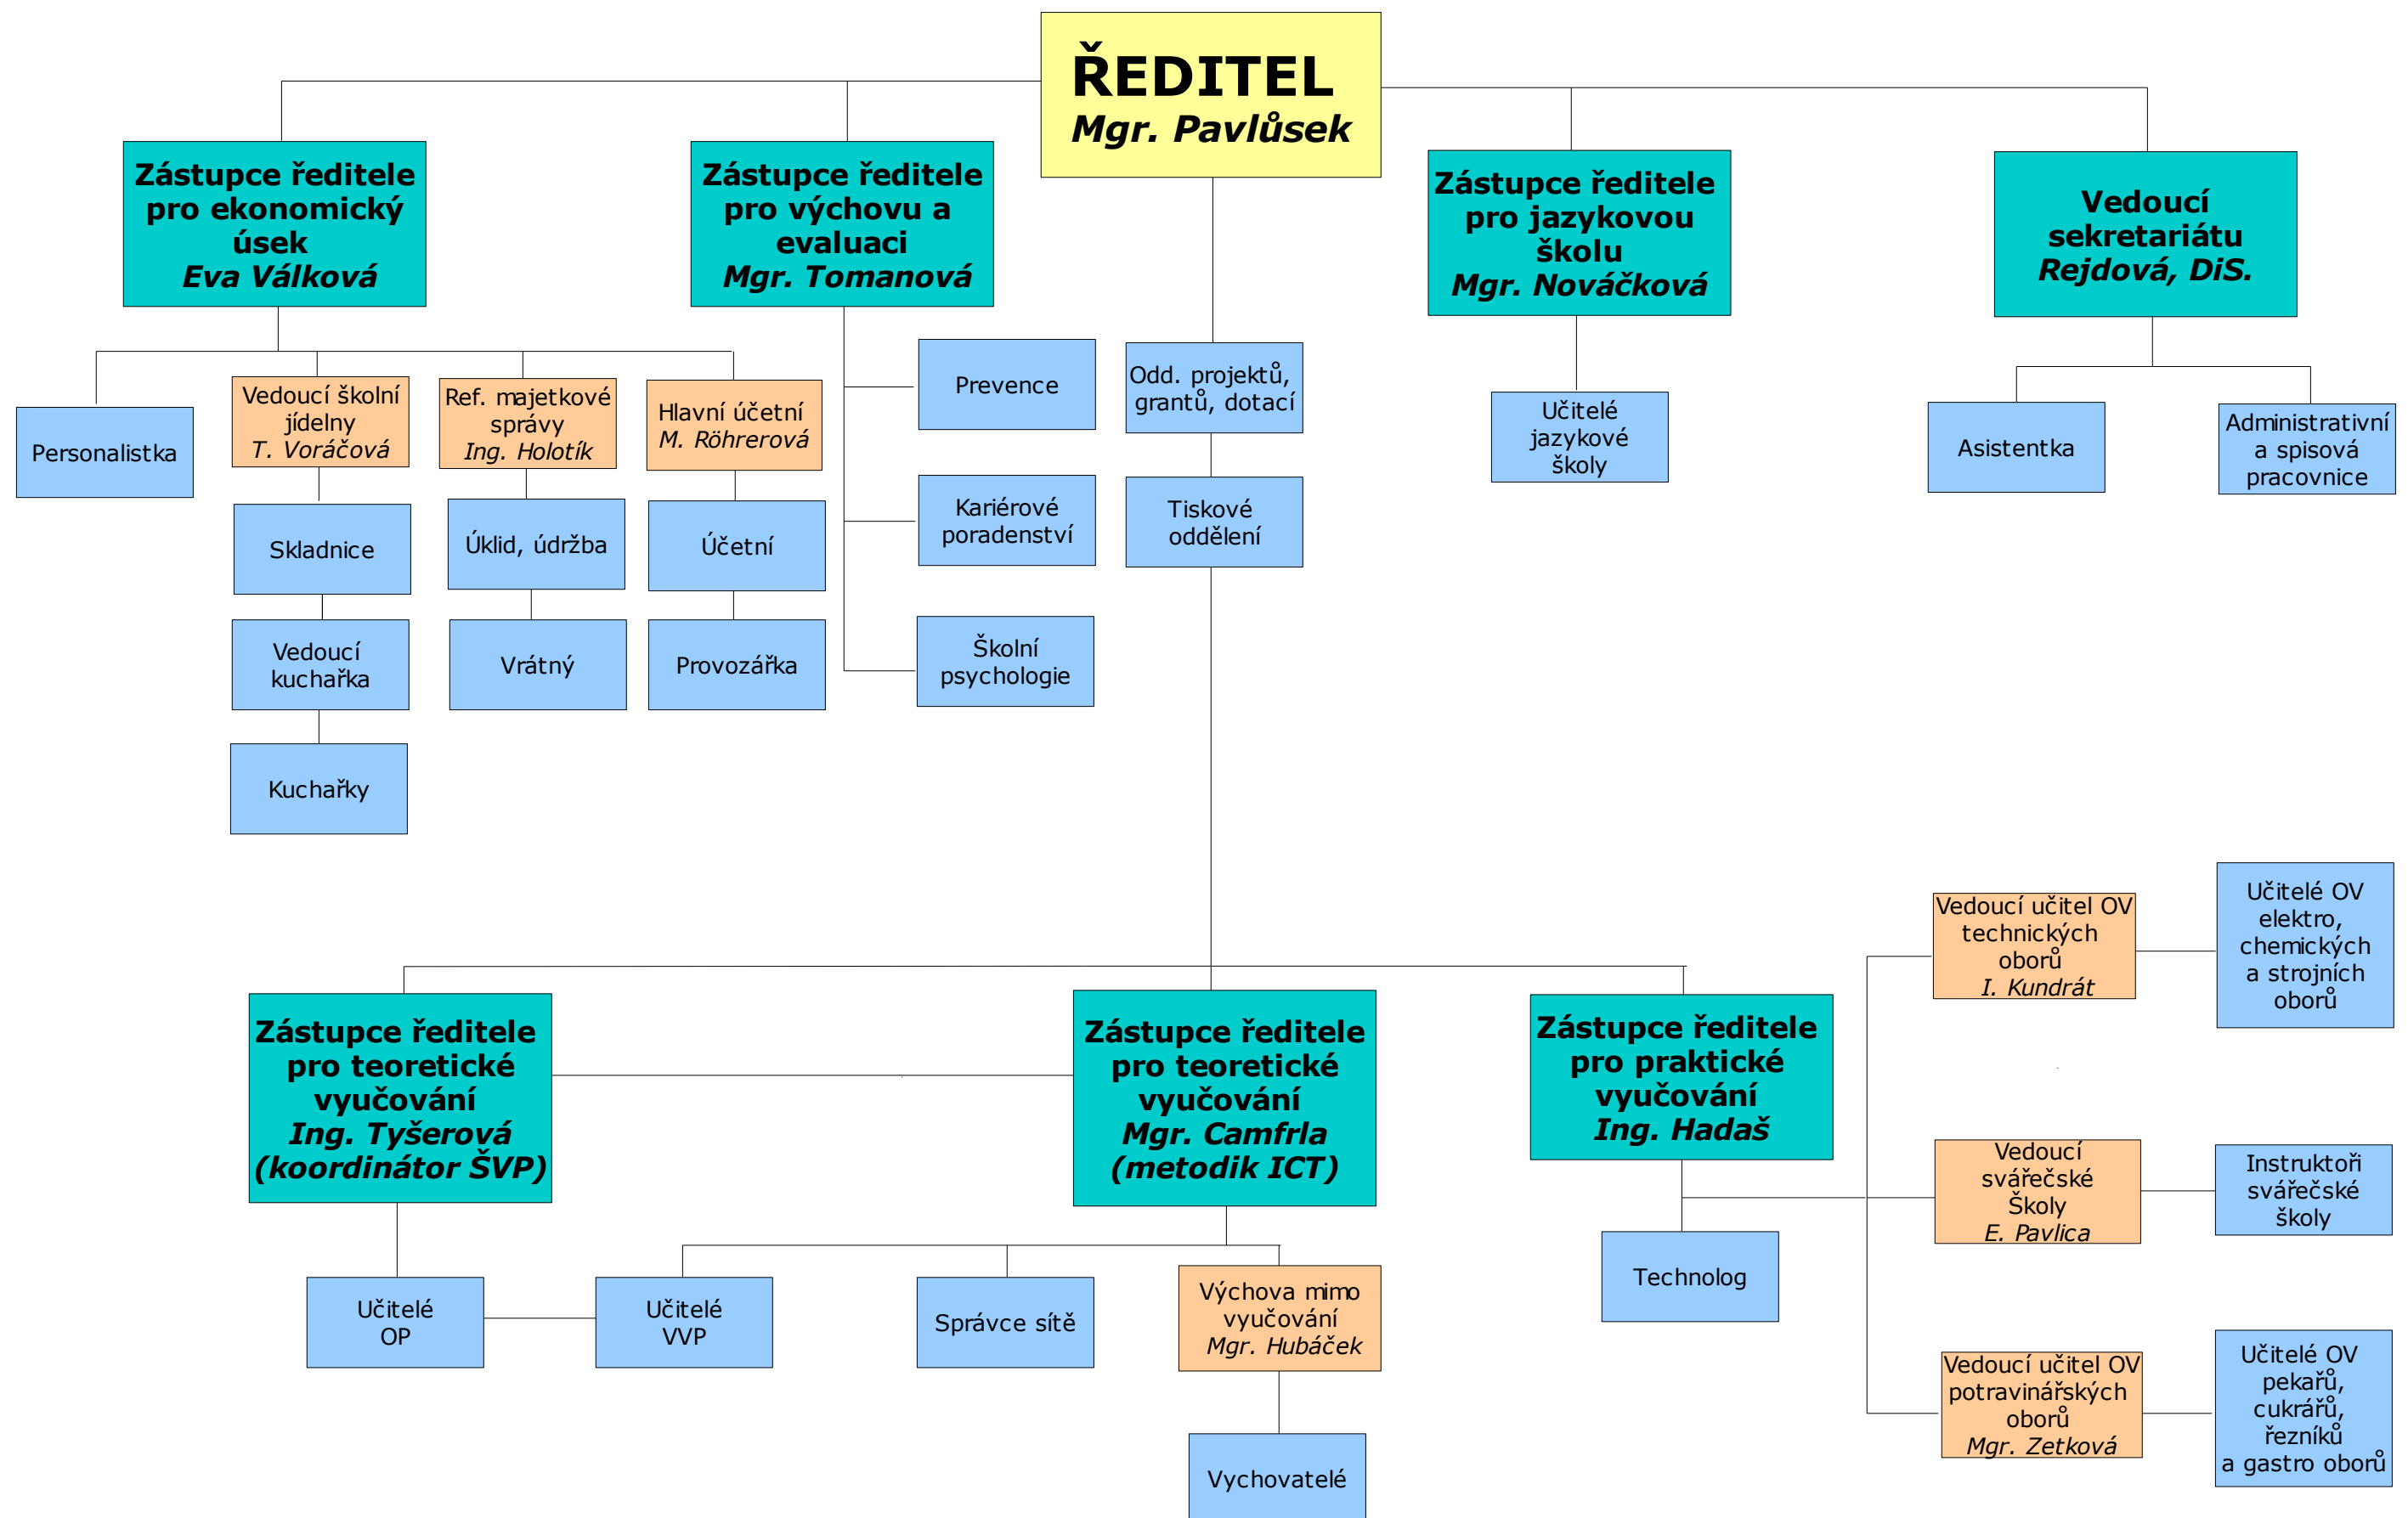 ŘEDITEL
Mgr. Pavlůsek
Zástupce ředitele
pro ekonomický
úsek
Eva Válková
Zástupce ředitele
pro výchovu a
evaluaci
Mgr. Tomanová
Zástupce ředitele
pro jazykovou
školu
Mgr. Nováčková
Vedoucí
sekretariátu
Rejdová, DiS.
Personalistka
Vedoucí školní
jídelny
T. Voráčová
Ref. majetkové
správy
Ing. Holotík
Hlavní účetní
M. Röhrerová
Prevence
Odd. projektů,
grantů, dotací
Učitelé
jazykové
školy
Asistentka
Administrativní
a spisová
pracovnice
Skladnice
Úklid, údržba
Účetní
Kariérové
poradenství
Tiskové
oddělení
Vedoucí
kuchařka
Vrátný
Provozářka
Školní
psychologie
Kuchařky
Zástupce ředitele
pro teoretické
vyučování
Ing. Tyšerová
(koordinátor ŠVP)
Zástupce ředitele
pro teoretické
vyučování
Mgr. Camfrla
(metodik ICT)
Zástupce ředitele
pro praktické
vyučování
Ing. Hadaš
Vedoucí učitel OV
technických
oborů
I. Kundrát
Učitelé OV
elektro,
chemických
a strojních
oborů
Vedoucí
svářečské
Školy
E. Pavlica
Instruktoři
svářečské
školy
Učitelé
OP
Učitelé
VVP
Správce sítě
Výchova mimo
vyučování
Mgr. Hubáček
Technolog
Vedoucí učitel OV
potravinářských
oborů
Mgr. Zetková
Učitelé OV
pekařů,
cukrářů,
řezníků
a gastro oborů
Vychovatelé